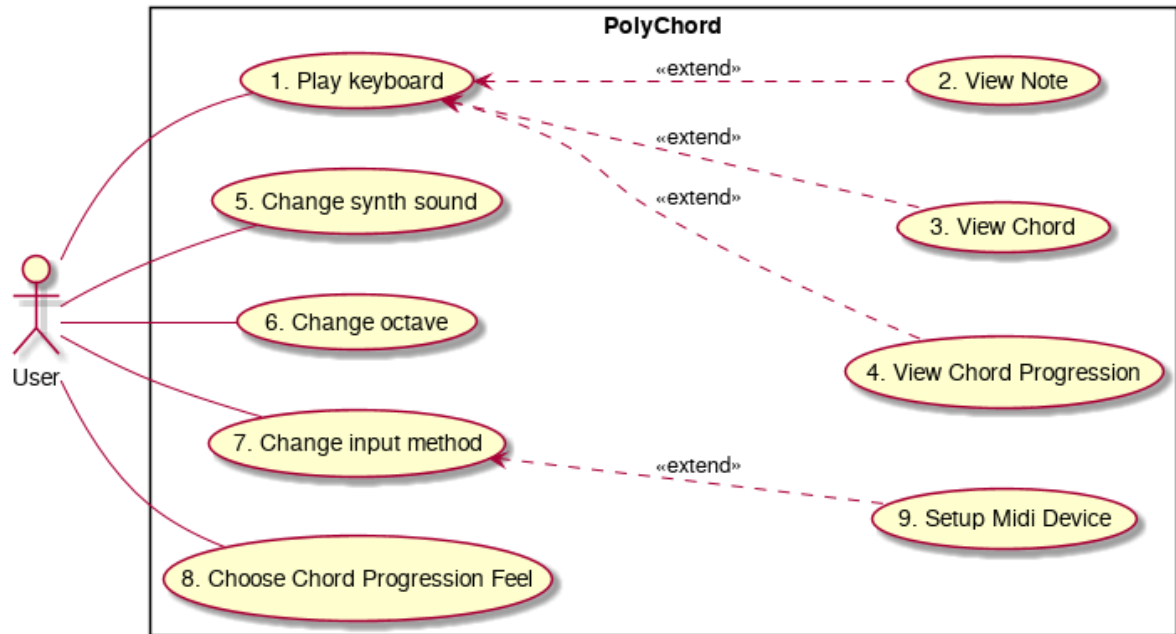 PolyChord
1. Play keyboard
«extend»
2. View Note
«extend»
5. Change synth sound
«extend»
3. View Chord
6. Change octave
4. View Chord Progression
User
7. Change input method
«extend»
9. Setup Midi Device
8. Choose Chord Progression Feel